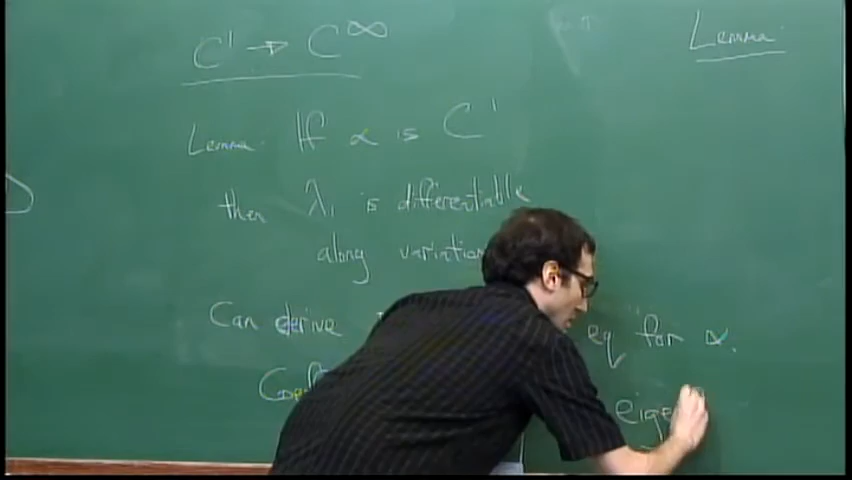 C¹ → C^∞
Lemma. If α is C¹
then λ₁ is differentiable
along variation
Can derive eq" for α.
eige
Lemma.